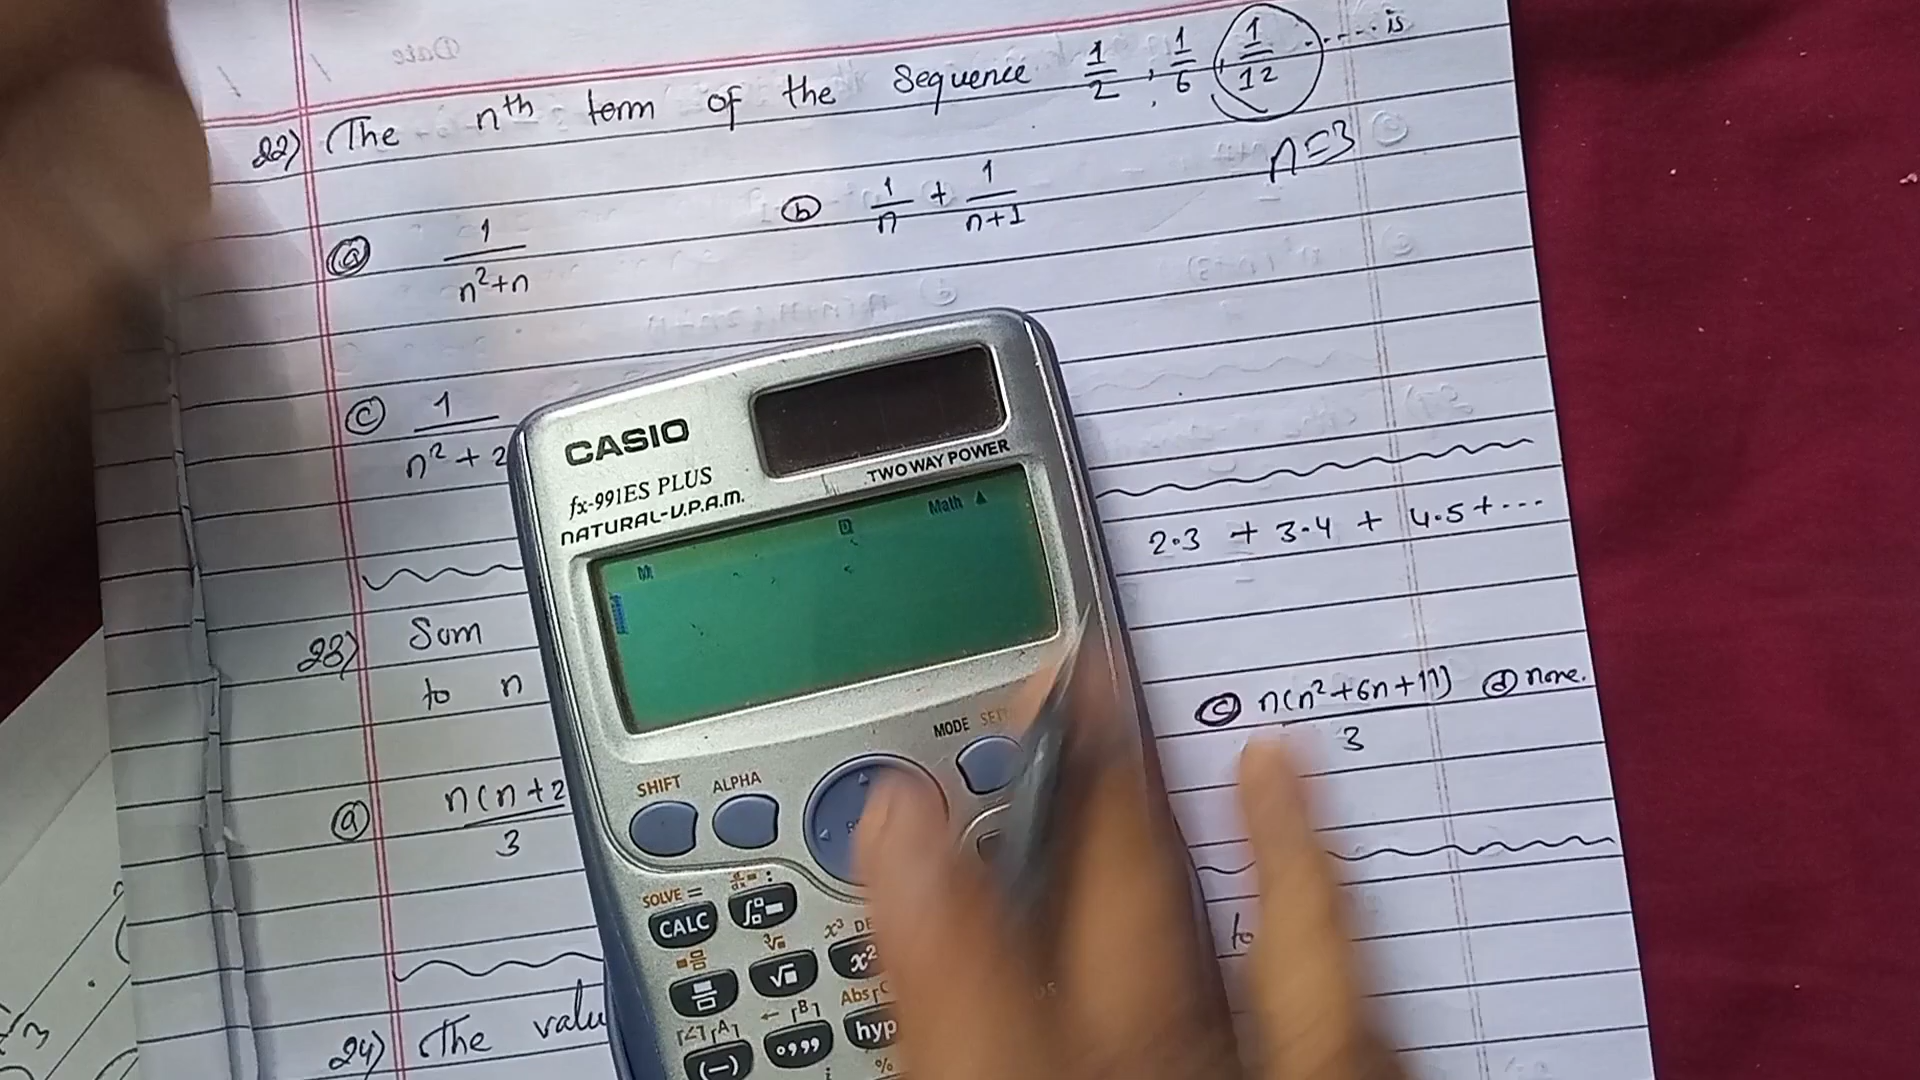 22) The nth term of the sequence 1/2, 1/6, 1/12 ..... is
n=3
(a) 1/(n²+n)
(b) 1/n + 1/(n+1)
(c) 1/(n²+2
23) Sum
2·3 + 3·4 + 4·5+...
to n
(a) n(n+2 / 3
(c) n(n²+6n+11)/3 (d) none.
to
24) The valu
CASIO
fx-991ES PLUS
NATURAL-V.P.A.M.
TWO WAY POWER
M D Math ▲
MODE
SHIFT ALPHA
SOLVE =
CALC
d/dx
x³
x²
√
Abs
(−) °,,, hyp
%